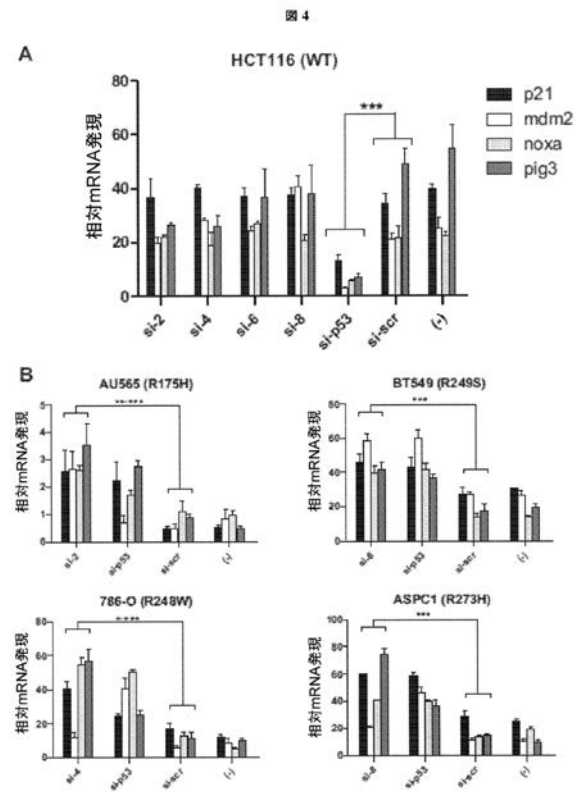 図 4
A
HCT116 (WT)
p21
mdm2
noxa
pig3
相対mRNA発現
80
60
40
20
0
si-2
si-4
si-6
si-8
si-p53
si-scr
(-)
***
B
AU565 (R175H)
相対mRNA発現
5
4
3
2
1
0
si-2
si-p53
si-scr
(-)
BT549 (R249S)
***
相対mRNA発現
80
60
40
20
0
si-8
si-p53
si-scr
(-)
786-O (R248W)
相対mRNA発現
80
60
40
20
0
si-4
si-p53
si-scr
(-)
ASPC1 (R273H)
***
相対mRNA発現
100
80
60
40
20
0
si-8
si-p53
si-scr
(-)